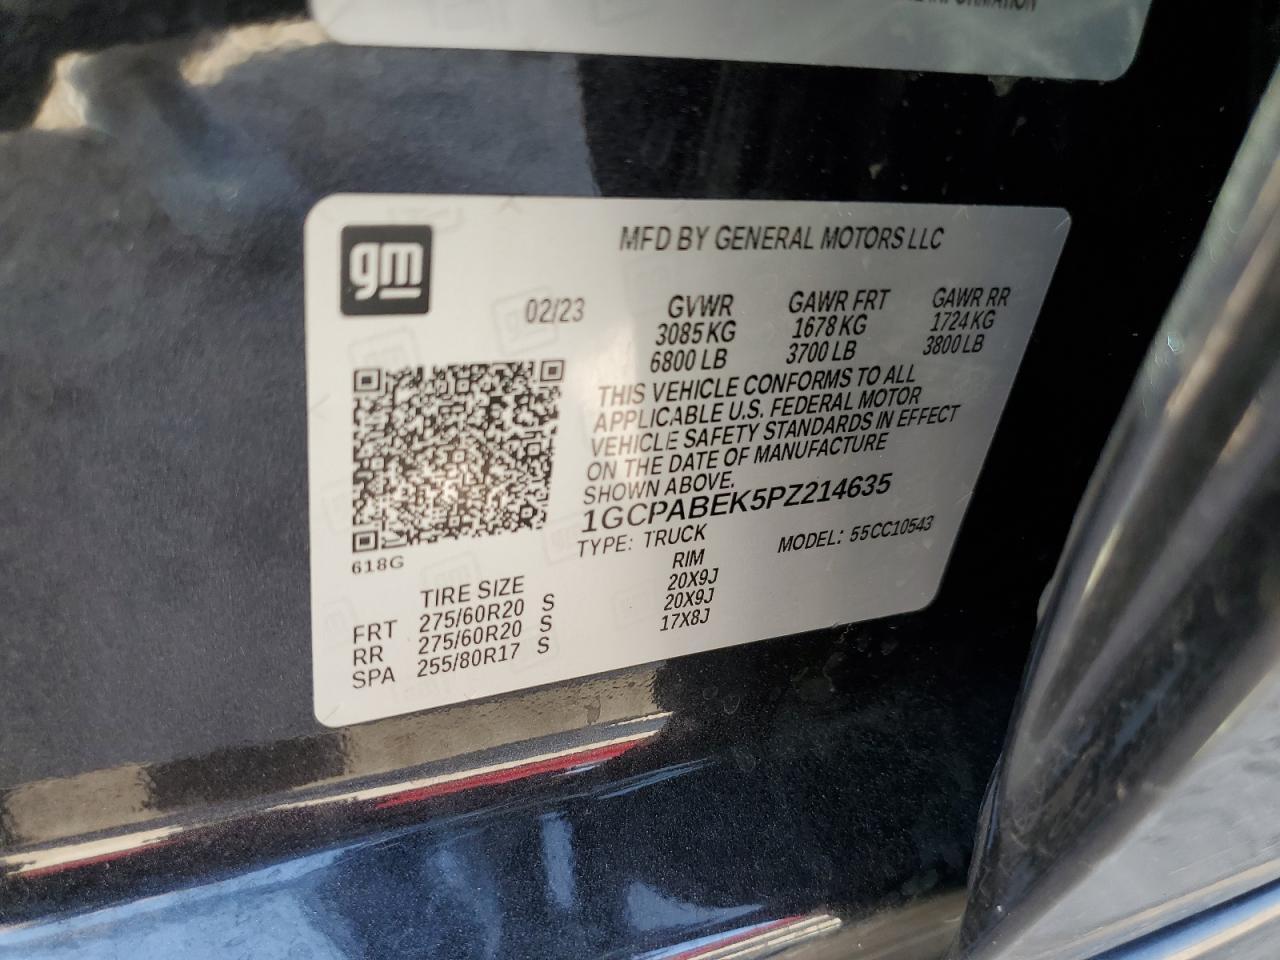 INFORMATION
gm
MFD BY GENERAL MOTORS LLC
02/23 GVWR GAWR FRT GAWR RR
3085 KG 1678 KG 1724 KG
6800 LB 3700 LB 3800 LB
THIS VEHICLE CONFORMS TO ALL
APPLICABLE U.S. FEDERAL MOTOR
VEHICLE SAFETY STANDARDS IN EFFECT
ON THE DATE OF MANUFACTURE
SHOWN ABOVE.
1GCPABEK5PZ214635
TYPE: TRUCK MODEL: 55CC10543
618G
TIRE SIZE RIM
FRT 275/60R20 S 20X9J
RR 275/60R20 S 20X9J
SPA 255/80R17 S 17X8J